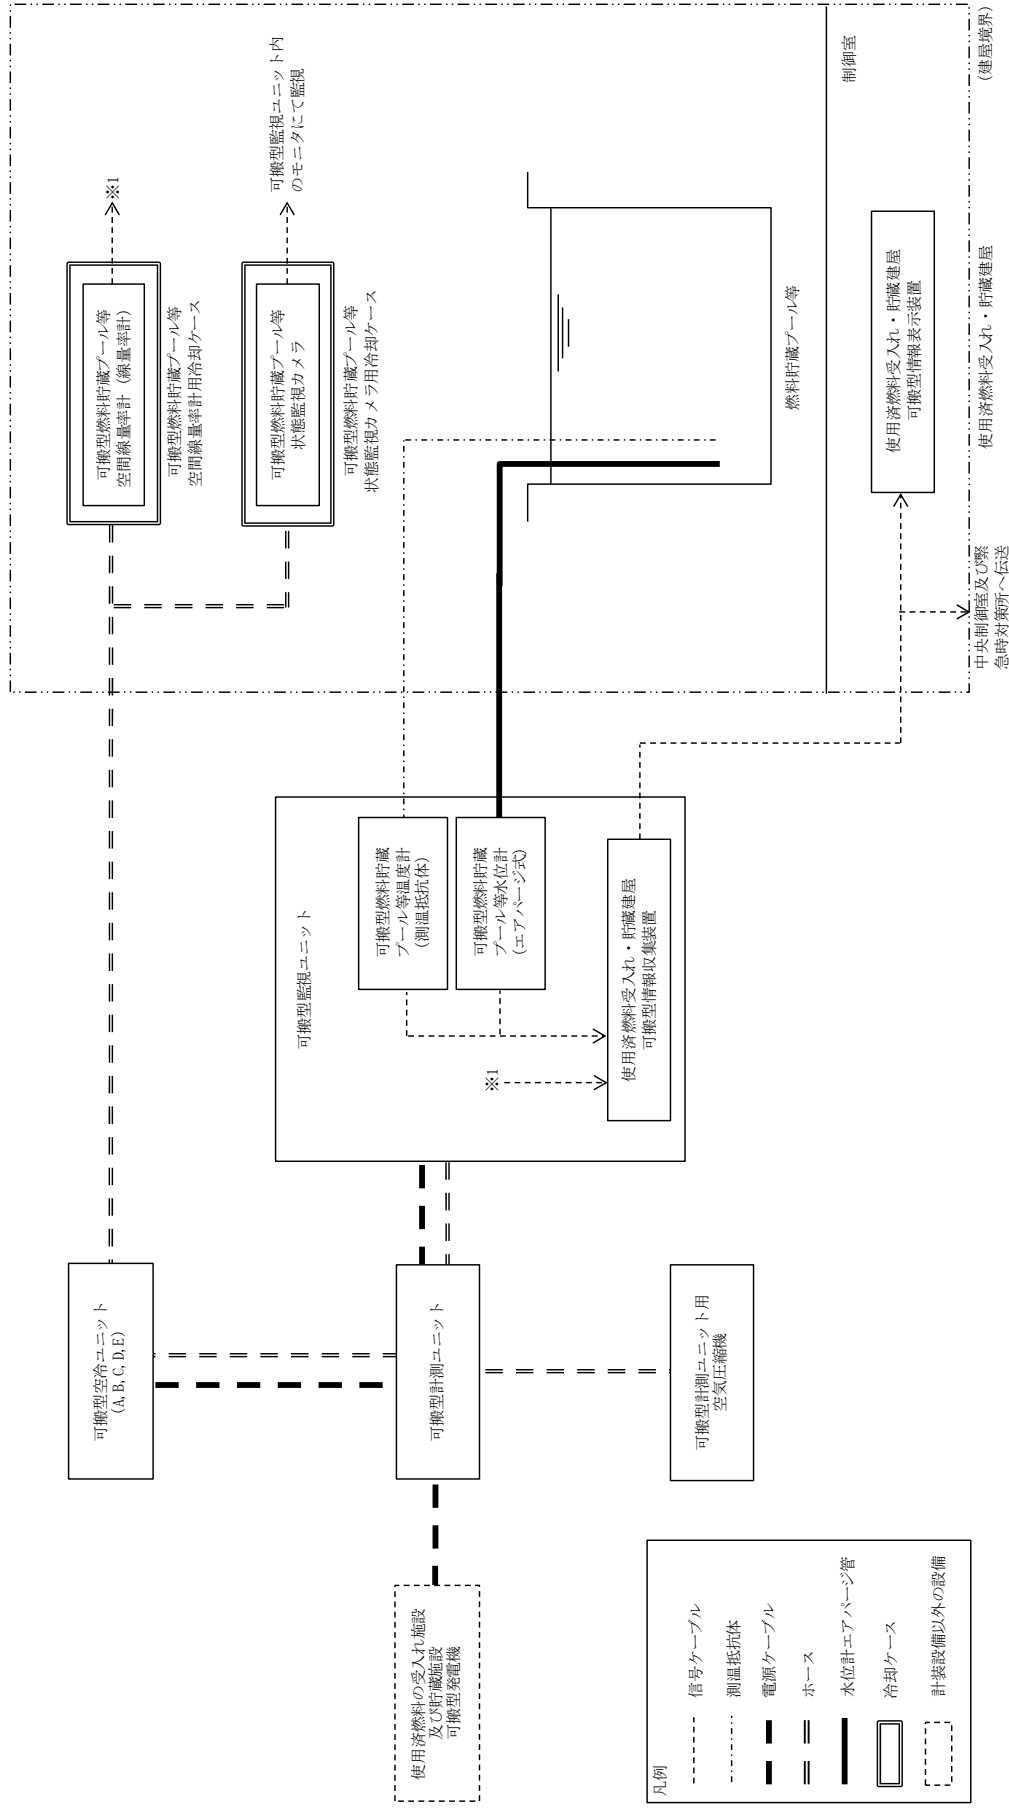 使用済燃料の受入れ施設
及び貯蔵施設
可搬型発電機
可搬型空冷ユニット
(A, B, C, D, E)
可搬型計測ユニット
可搬型計測ユニット用
空気圧縮機
可搬型監視ユニット
可搬型燃料貯蔵
プール等温度計
(測温抵抗体)
可搬型燃料貯蔵
プール等水位計
(エアパージ式)
※1
使用済燃料受入れ・貯蔵建屋
可搬型情報収集装置
可搬型燃料貯蔵プール等
空間線量率計（線量率計）
可搬型燃料貯蔵プール等
空間線量率計用冷却ケース
※1
可搬型燃料貯蔵プール等
状態監視カメラ
可搬型燃料貯蔵プール等
状態監視カメラ用冷却ケース
可搬型監視ユニット内
のモニタにて監視
燃料貯蔵プール等
制御室
使用済燃料受入れ・貯蔵建屋
可搬型情報表示装置
中央制御室及び緊
急時対策所へ伝送
使用済燃料受入れ・貯蔵建屋
(建屋境界)
凡例
信号ケーブル
測温抵抗体
電源ケーブル
ホース
水位計エアパージ管
冷却ケース
計装設備以外の設備